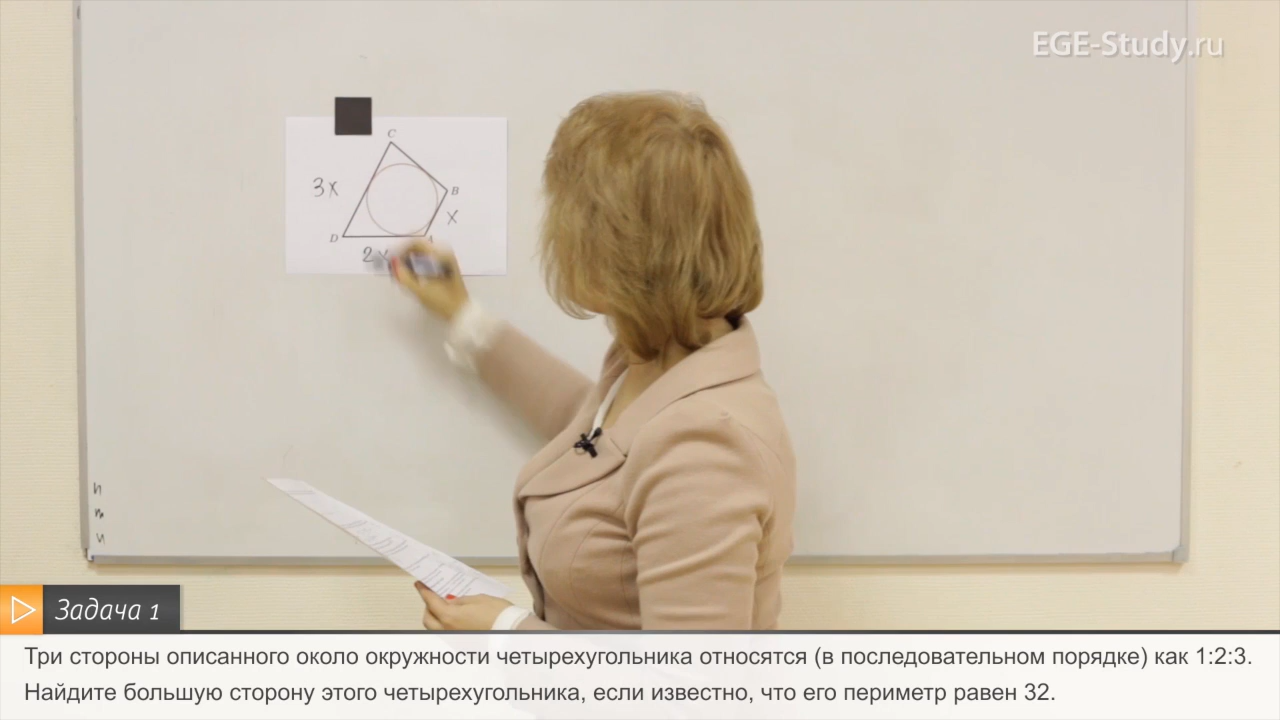 EGE-Study.ru
C
3x
B
x
D
A
2x
Задача 1
Три стороны описанного около окружности четырехугольника относятся (в последовательном порядке) как 1:2:3.
Найдите большую сторону этого четырехугольника, если известно, что его периметр равен 32.